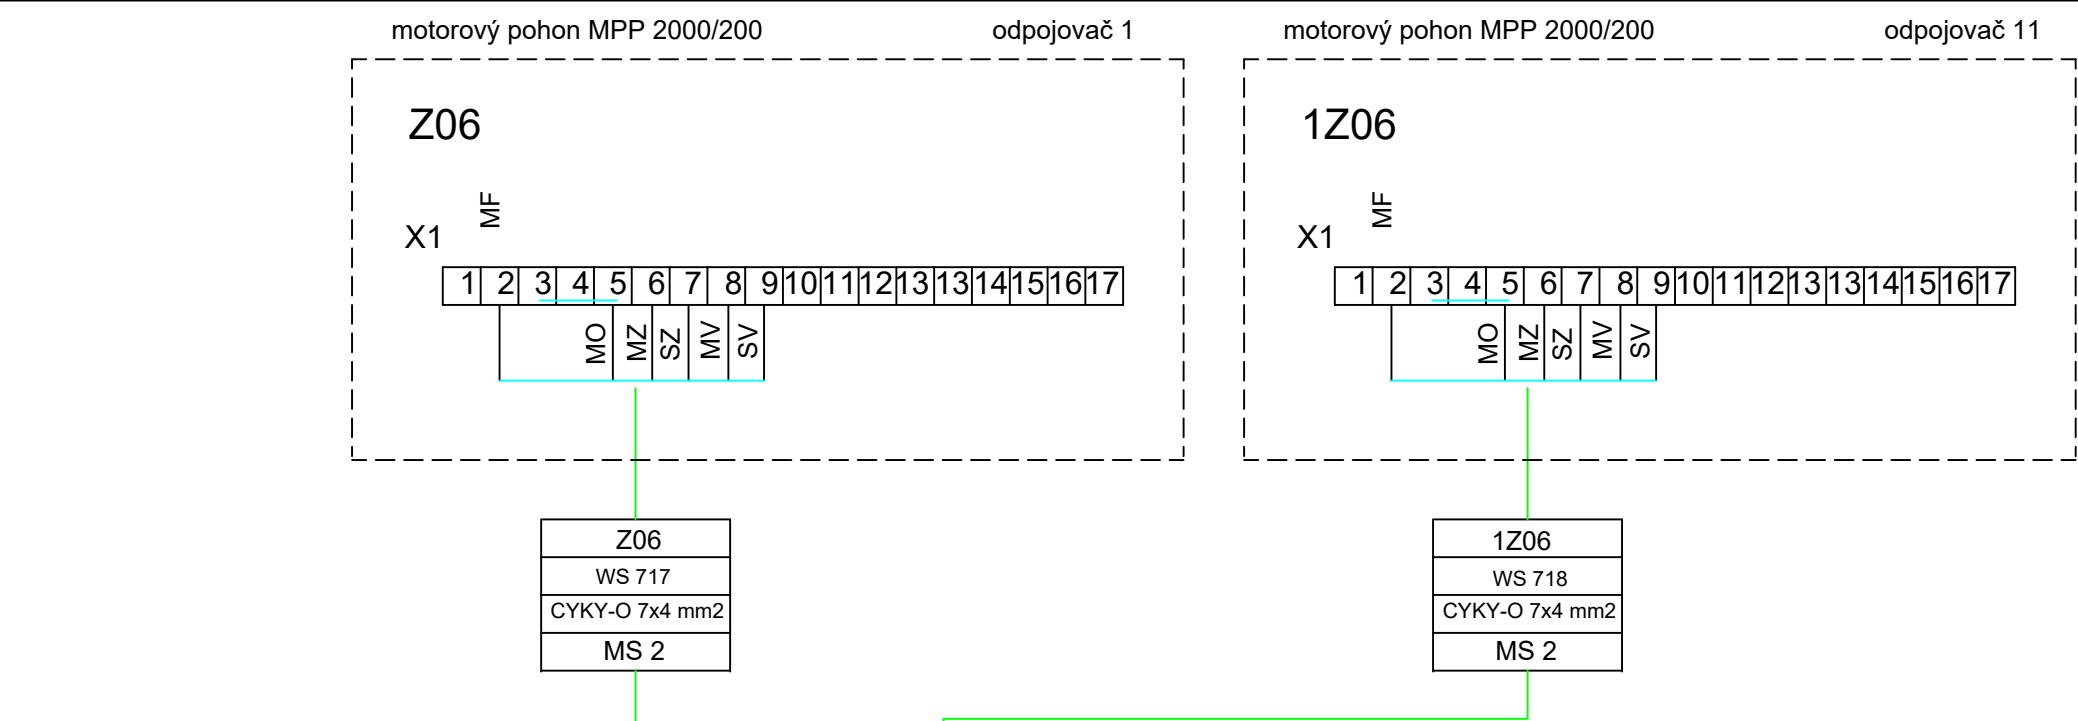 motorový pohon MPP 2000/200 odpojovač 1
Z06
MF
X1
1 2 3 4 5 6 7 8 9 10 11 12 13 13 14 15 16 17
MO MZ SZ MV SV
Z06
WS 717
CYKY-O 7x4 mm2
MS 2
motorový pohon MPP 2000/200 odpojovač 11
1Z06
MF
X1
1 2 3 4 5 6 7 8 9 10 11 12 13 13 14 15 16 17
MO MZ SZ MV SV
1Z06
WS 718
CYKY-O 7x4 mm2
MS 2